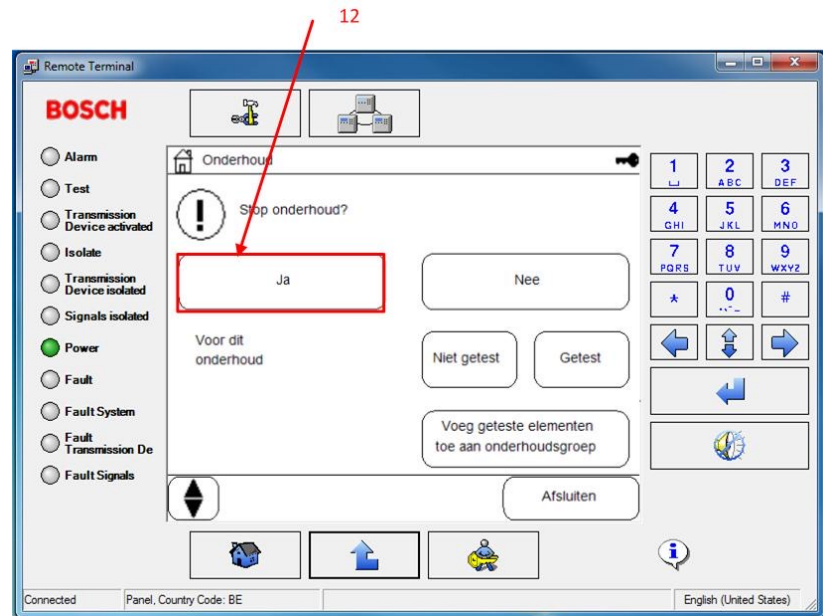 12
Remote Terminal
BOSCH
Alarm
Test
Transmission
Device activated
Isolate
Transmission
Device isolated
Signals isolated
Power
Fault
Fault System
Fault
Transmission De
Fault Signals
Onderhoud
Stop onderhoud?
Ja
Nee
Voor dit
onderhoud
Niet getest
Getest
Voeg geteste elementen
toe aan onderhoudsgroep
Afsluiten
1 2 3
ABC DEF
4 5 6
GHI JKL MNO
7 8 9
PQRS TUV WXYZ
* 0 #
Connected Panel, Country Code: BE English (United States)